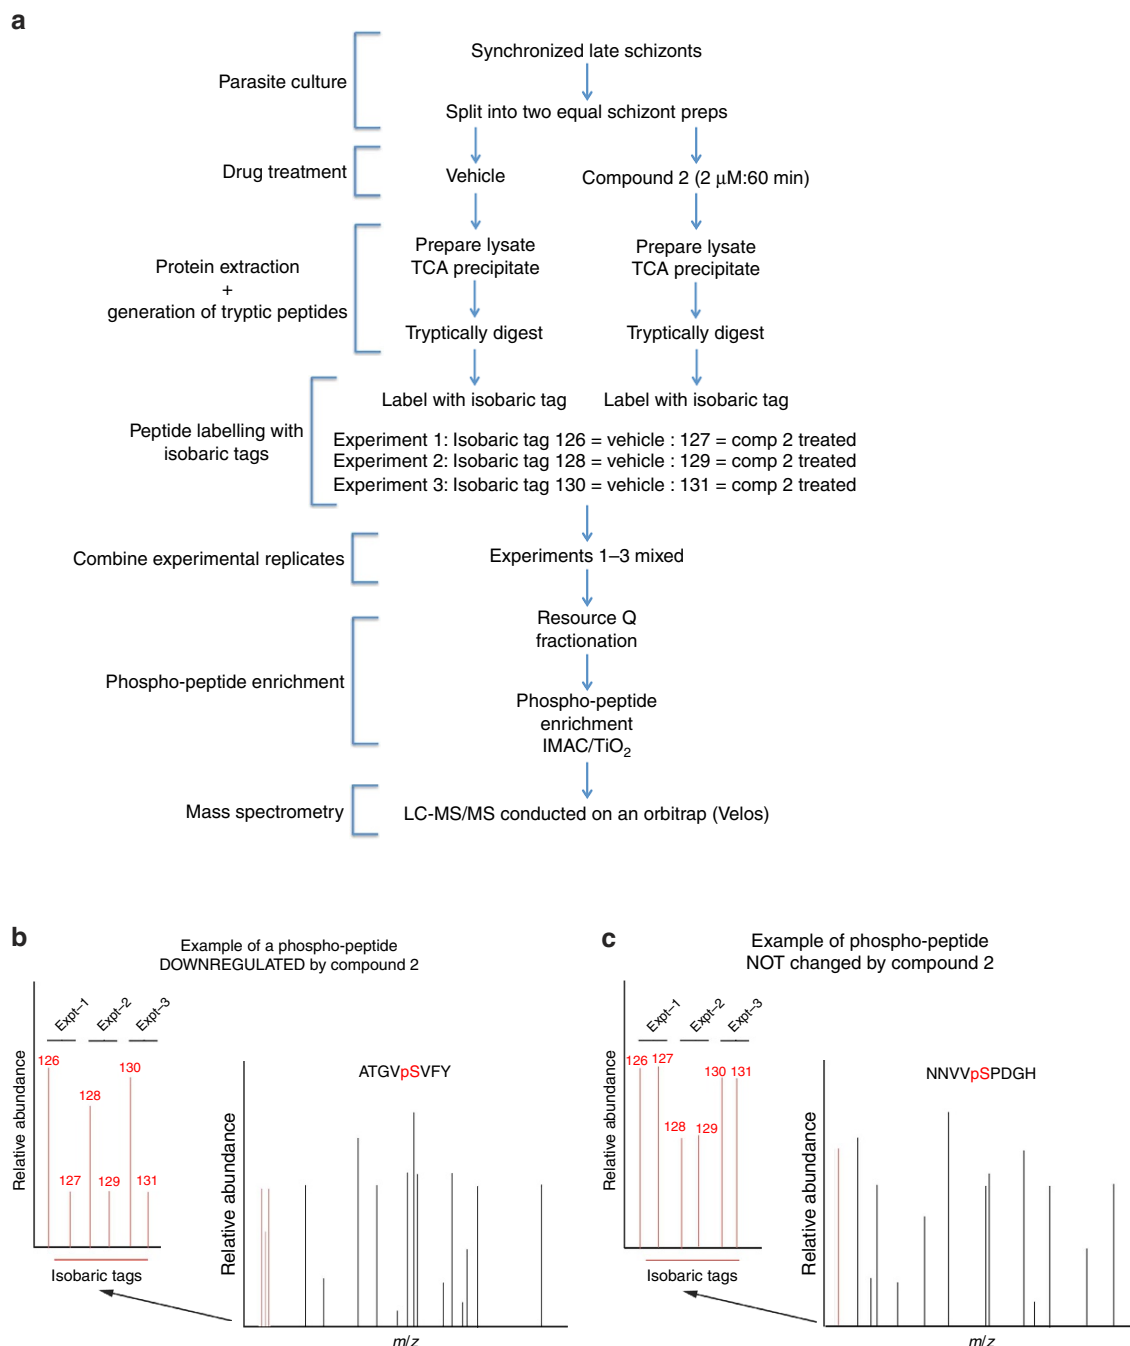 a
Synchronized late schizonts
Parasite culture
Split into two equal schizont preps
Drug treatment
Vehicle
Compound 2 (2 µM:60 min)
Protein extraction
+
generation of tryptic peptides
Prepare lysate
TCA precipitate
Prepare lysate
TCA precipitate
Tryptically digest
Tryptically digest
Label with isobaric tag
Label with isobaric tag
Peptide labelling with
isobaric tags
Experiment 1: Isobaric tag 126 = vehicle : 127 = comp 2 treated
Experiment 2: Isobaric tag 128 = vehicle : 129 = comp 2 treated
Experiment 3: Isobaric tag 130 = vehicle : 131 = comp 2 treated
Combine experimental replicates
Experiments 1–3 mixed
Resource Q
fractionation
Phospho-peptide enrichment
Phospho-peptide
enrichment
IMAC/TiO2
Mass spectrometry
LC-MS/MS conducted on an orbitrap (Velos)
b
Example of a phospho-peptide
DOWNREGULATED by compound 2
Expt–1
Expt–2
Expt–3
126
127
128
129
130
131
Relative abundance
Isobaric tags
ATGVpSVFY
Relative abundance
m/z
c
Example of phospho-peptide
NOT changed by compound 2
Expt–1
Expt–2
Expt–3
126
127
128
129
130
131
Relative abundance
Isobaric tags
NNVVpSPDGH
Relative abundance
m/z